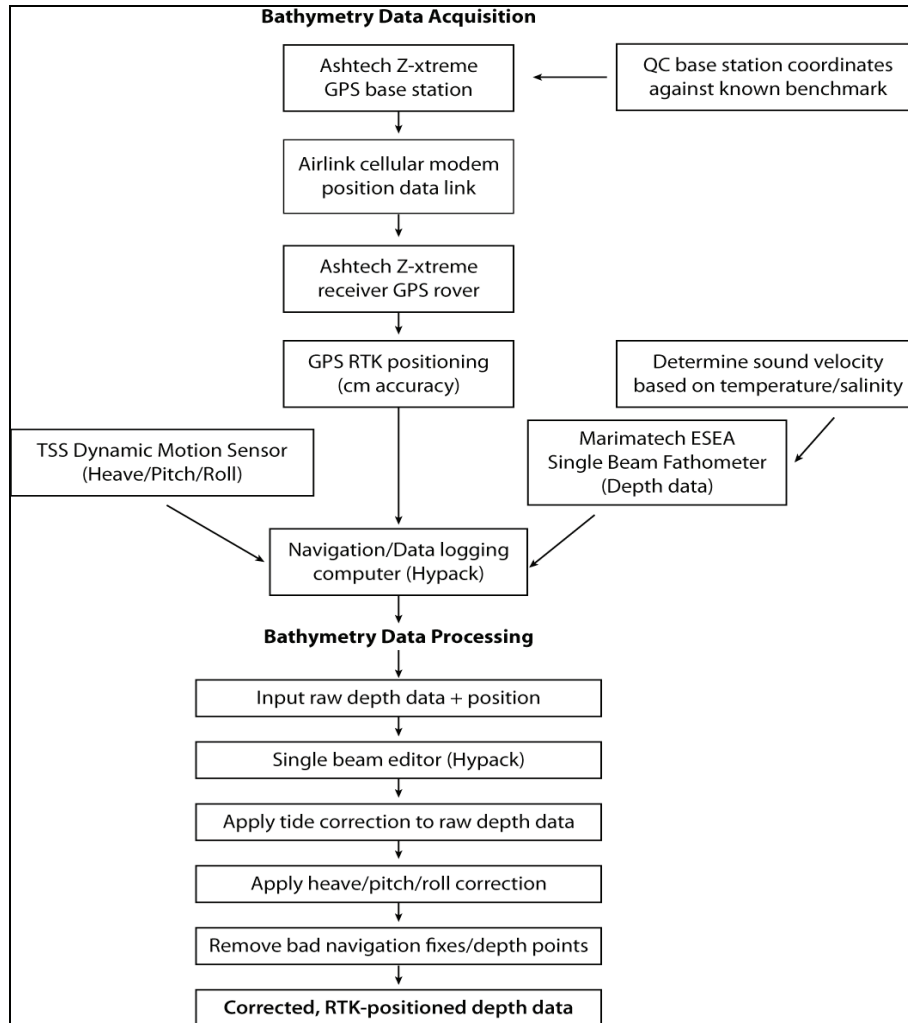 Bathymetry Data Acquisition
Ashtech Z-xtreme
GPS base station
QC base station coordinates
against known benchmark
Airlink cellular modem
position data link
Ashtech Z-xtreme
receiver GPS rover
GPS RTK positioning
(cm accuracy)
Determine sound velocity
based on temperature/salinity
TSS Dynamic Motion Sensor
(Heave/Pitch/Roll)
Marimatech ESEA
Single Beam Fathometer
(Depth data)
Navigation/Data logging
computer (Hypack)
Bathymetry Data Processing
Input raw depth data + position
Single beam editor (Hypack)
Apply tide correction to raw depth data
Apply heave/pitch/roll correction
Remove bad navigation fixes/depth points
Corrected, RTK-positioned depth data